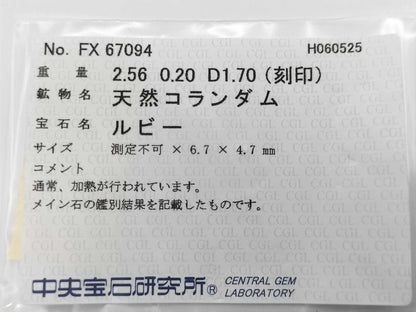 No. FX 67094 H060525
重量 2.56 0.20 D1.70 (刻印)
鉱物名 天然コランダム
宝石名 ルビー
サイズ 測定不可 × 6.7 × 4.7 mm
コメント
通常、加熱が行われています。
メイン石の鑑別結果を記載したものです。
中央宝石研究所® CENTRAL GEM
LABORATORY